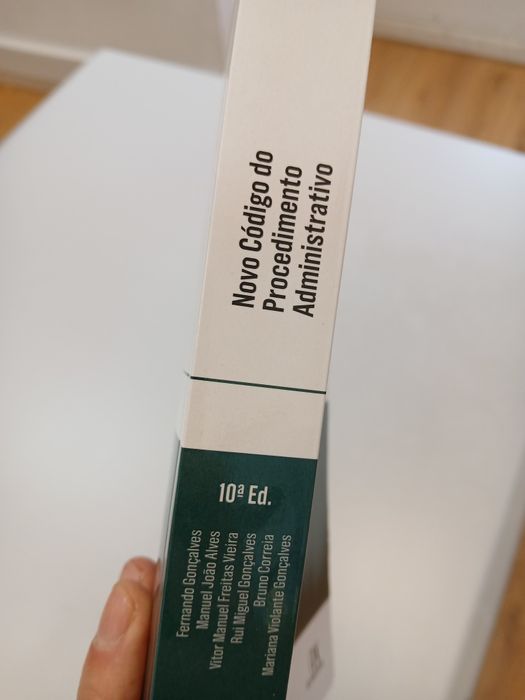 Novo Código do
Procedimento
Administrativo
10ª Ed.
Fernando Gonçalves
Manuel João Alves
Vitor Manuel Freitas Vieira
Rui Miguel Gonçalves
Bruno Correia
Mariana Violante Gonçalves